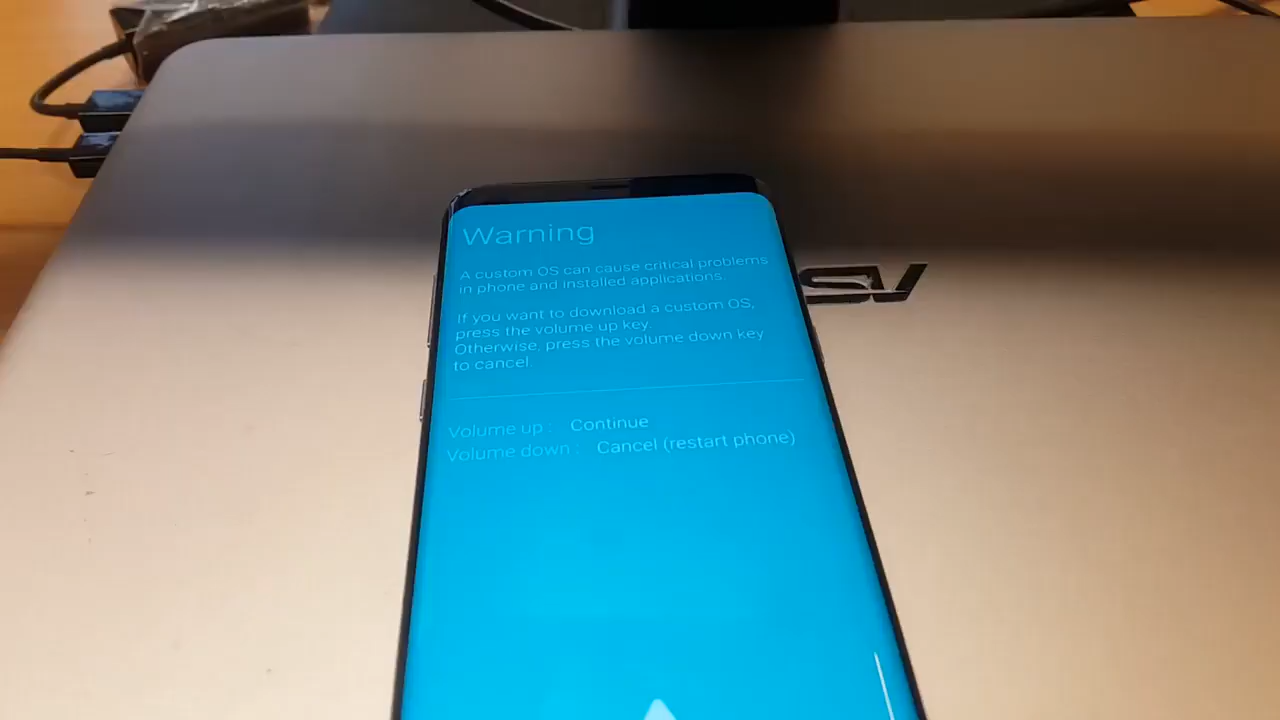 Warning
A custom OS can cause critical problems
in phone and installed applications.
If you want to download a custom OS,
press the volume up key.
Otherwise, press the volume down key
to cancel.
Volume up : Continue
Volume down : Cancel (restart phone)